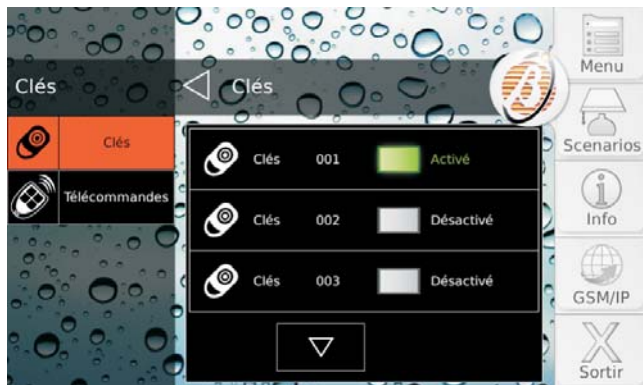 Clés
Clés
Clés
Télécommandes
Clés 001 Activé
Clés 002 Désactivé
Clés 003 Désactivé
Menu
Scenarios
Info
GSM/IP
Sortir